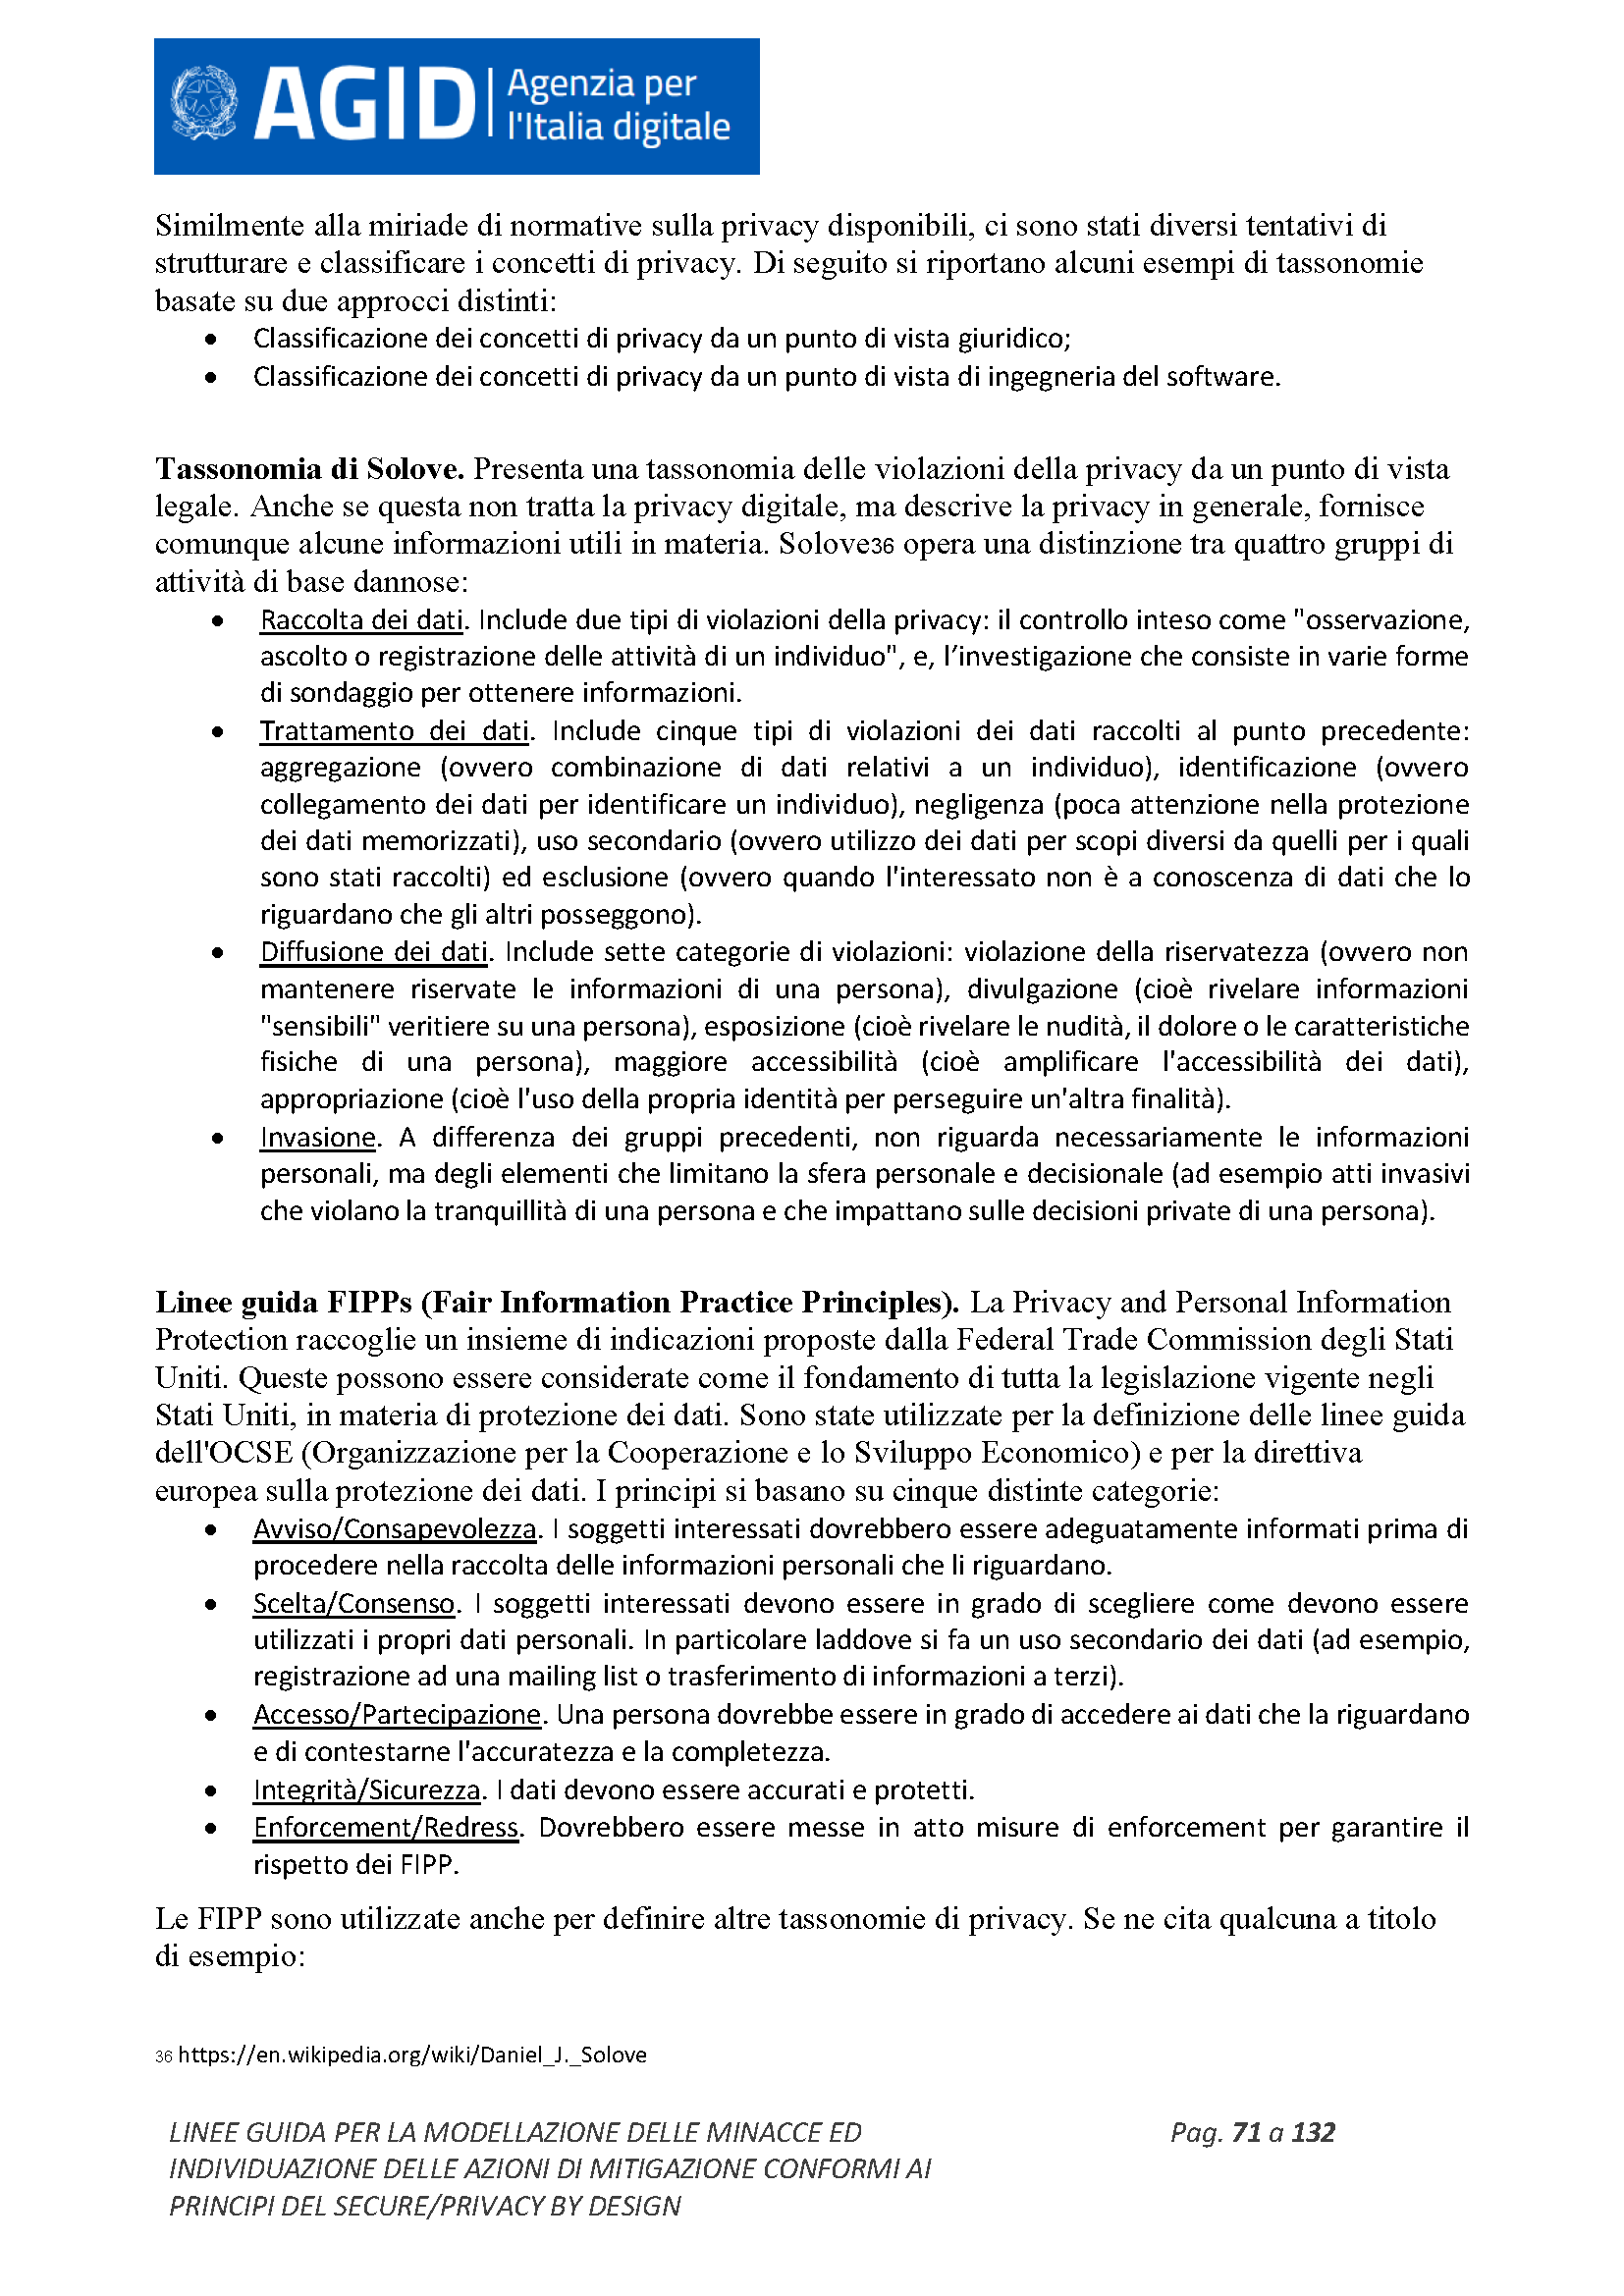 AGID Agenzia per
l'Italia digitale
Similmente alla miriade di normative sulla privacy disponibili, ci sono stati diversi tentativi di
strutturare e classificare i concetti di privacy. Di seguito si riportano alcuni esempi di tassonomie
basate su due approcci distinti:
• Classificazione dei concetti di privacy da un punto di vista giuridico;
• Classificazione dei concetti di privacy da un punto di vista di ingegneria del software.
Tassonomia di Solove. Presenta una tassonomia delle violazioni della privacy da un punto di vista
legale. Anche se questa non tratta la privacy digitale, ma descrive la privacy in generale, fornisce
comunque alcune informazioni utili in materia. Solove36 opera una distinzione tra quattro gruppi di
attività di base dannose:
• Raccolta dei dati. Include due tipi di violazioni della privacy: il controllo inteso come "osservazione,
ascolto o registrazione delle attività di un individuo", e, l’investigazione che consiste in varie forme
di sondaggio per ottenere informazioni.
• Trattamento dei dati. Include cinque tipi di violazioni dei dati raccolti al punto precedente:
aggregazione (ovvero combinazione di dati relativi a un individuo), identificazione (ovvero
collegamento dei dati per identificare un individuo), negligenza (poca attenzione nella protezione
dei dati memorizzati), uso secondario (ovvero utilizzo dei dati per scopi diversi da quelli per i quali
sono stati raccolti) ed esclusione (ovvero quando l'interessato non è a conoscenza di dati che lo
riguardano che gli altri posseggono).
• Diffusione dei dati. Include sette categorie di violazioni: violazione della riservatezza (ovvero non
mantenere riservate le informazioni di una persona), divulgazione (cioè rivelare informazioni
"sensibili" veritiere su una persona), esposizione (cioè rivelare le nudità, il dolore o le caratteristiche
fisiche di una persona), maggiore accessibilità (cioè amplificare l'accessibilità dei dati),
appropriazione (cioè l'uso della propria identità per perseguire un'altra finalità).
• Invasione. A differenza dei gruppi precedenti, non riguarda necessariamente le informazioni
personali, ma degli elementi che limitano la sfera personale e decisionale (ad esempio atti invasivi
che violano la tranquillità di una persona e che impattano sulle decisioni private di una persona).
Linee guida FIPPs (Fair Information Practice Principles). La Privacy and Personal Information
Protection raccoglie un insieme di indicazioni proposte dalla Federal Trade Commission degli Stati
Uniti. Queste possono essere considerate come il fondamento di tutta la legislazione vigente negli
Stati Uniti, in materia di protezione dei dati. Sono state utilizzate per la definizione delle linee guida
dell'OCSE (Organizzazione per la Cooperazione e lo Sviluppo Economico) e per la direttiva
europea sulla protezione dei dati. I principi si basano su cinque distinte categorie:
• Avviso/Consapevolezza. I soggetti interessati dovrebbero essere adeguatamente informati prima di
procedere nella raccolta delle informazioni personali che li riguardano.
• Scelta/Consenso. I soggetti interessati devono essere in grado di scegliere come devono essere
utilizzati i propri dati personali. In particolare laddove si fa un uso secondario dei dati (ad esempio,
registrazione ad una mailing list o trasferimento di informazioni a terzi).
• Accesso/Partecipazione. Una persona dovrebbe essere in grado di accedere ai dati che la riguardano
e di contestarne l'accuratezza e la completezza.
• Integrità/Sicurezza. I dati devono essere accurati e protetti.
• Enforcement/Redress. Dovrebbero essere messe in atto misure di enforcement per garantire il
rispetto dei FIPP.
Le FIPP sono utilizzate anche per definire altre tassonomie di privacy. Se ne cita qualcuna a titolo
di esempio:
36 https://en.wikipedia.org/wiki/Daniel_J._Solove
LINEE GUIDA PER LA MODELLAZIONE DELLE MINACCE ED Pag. 71 a 132
INDIVIDUAZIONE DELLE AZIONI DI MITIGAZIONE CONFORMI AI
PRINCIPI DEL SECURE/PRIVACY BY DESIGN